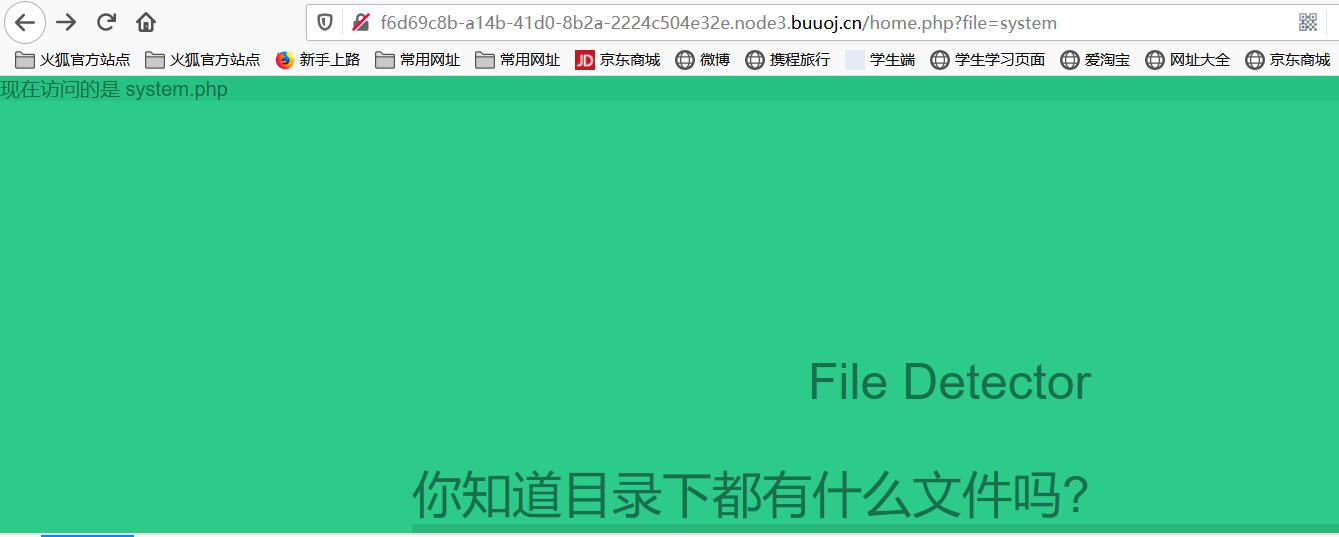 f6d69c8b-a14b-41d0-8b2a-2224c504e32e.node3.buuoj.cn/home.php?file=system
火狐官方站点 火狐官方站点 新手上路 常用网址 常用网址 JD 京东商城 微博 携程旅行 学生端 学生学习页面 爱淘宝 网址大全 京东商城
现在访问的是 system.php
File Detector
你知道目录下都有什么文件吗?